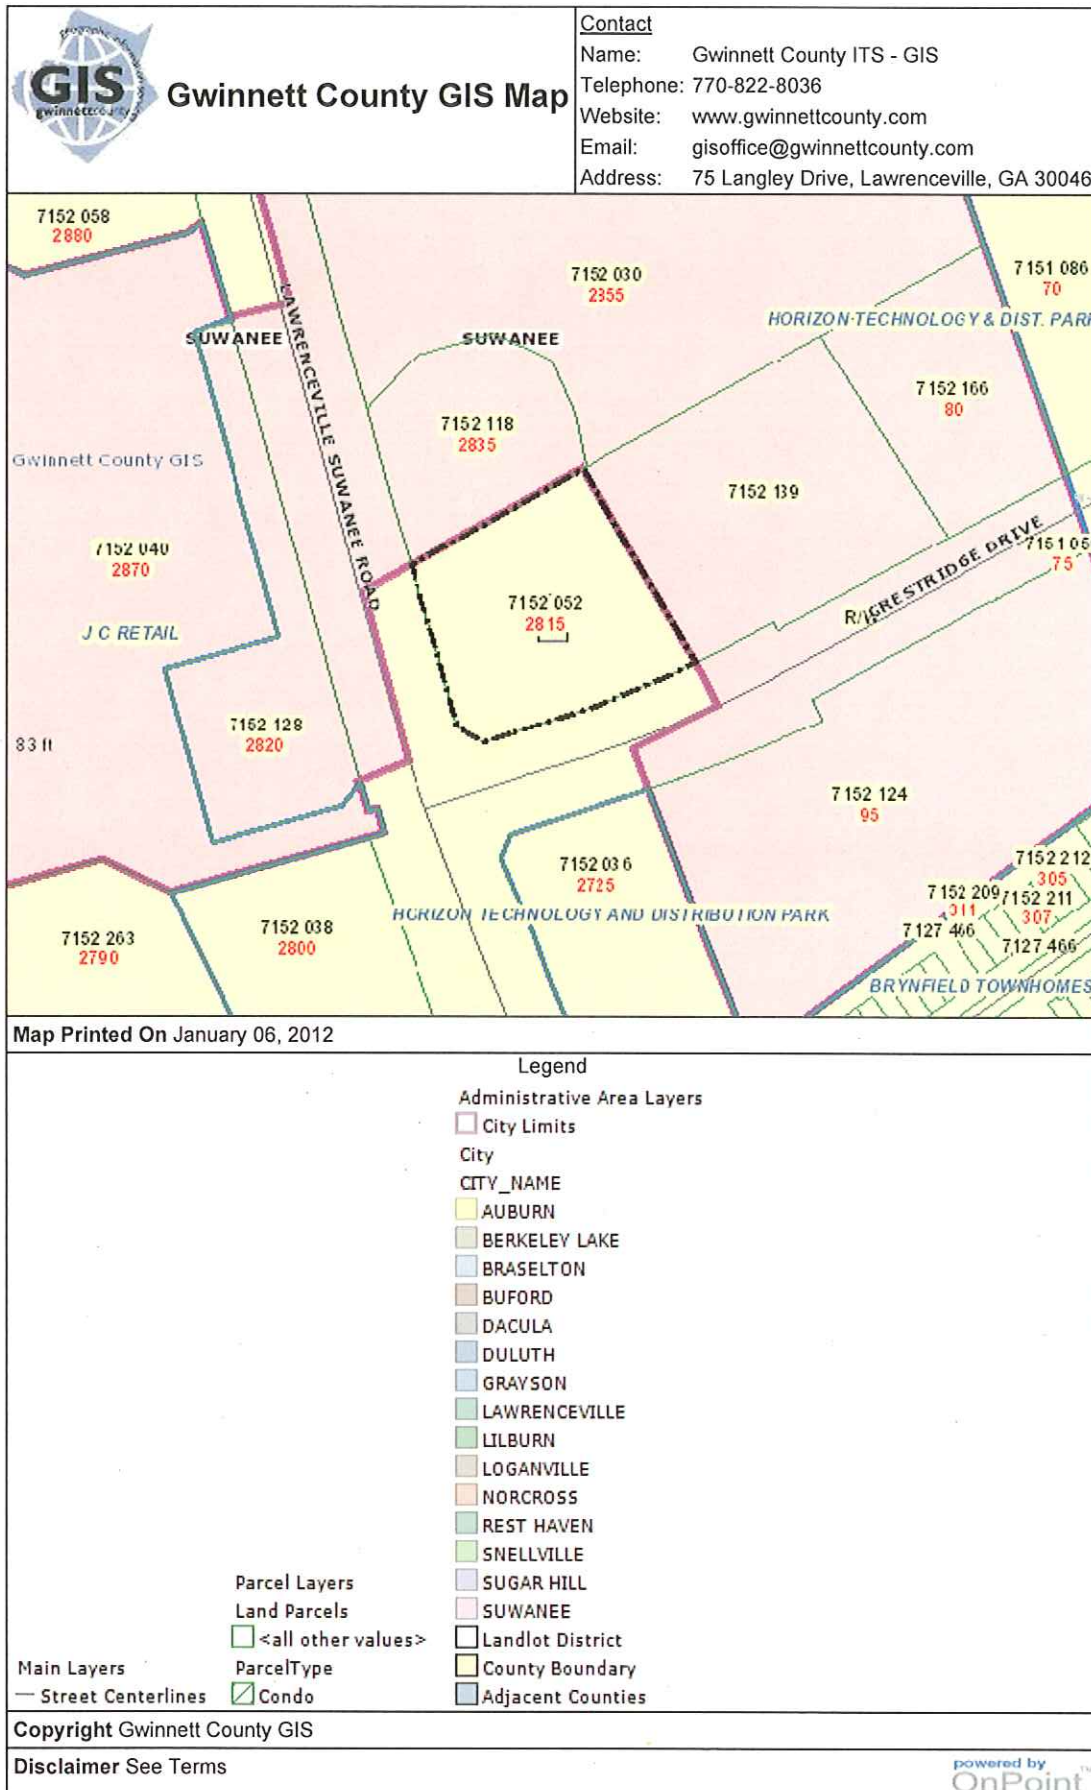 geographic information
GIS
gwinnettcounty
Gwinnett County GIS Map
Contact
Name: Gwinnett County ITS - GIS
Telephone: 770-822-8036
Website: www.gwinnettcounty.com
Email: gisoffice@gwinnettcounty.com
Address: 75 Langley Drive, Lawrenceville, GA 30046
7152 058
2880
7152 030
2355
7151 086
70
HORIZON TECHNOLOGY & DIST. PARK
SUWANEE
SUWANEE
LAWRENCEVILLE SUWANEE ROAD
7152 118
2835
7152 166
80
Gwinnett County GIS
7152 139
7152 040
2870
CRESTRIDGE DRIVE
7151 05
75
7152 052
2815
J C RETAIL
7152 128
2820
83 ft
7152 124
95
7152 036
2725
7152 212
305
7152 209
311
7152 211
307
HORIZON TECHNOLOGY AND DISTRIBUTION PARK
7152 263
2790
7152 038
2800
7127 466
7127 466
BRYNFIELD TOWNHOMES
Map Printed On January 06, 2012
Legend
Administrative Area Layers
City Limits
City
CITY_NAME
AUBURN
BERKELEY LAKE
BRASELTON
BUFORD
DACULA
DULUTH
GRAYSON
LAWRENCEVILLE
LILBURN
LOGANVILLE
NORCROSS
REST HAVEN
SNELLVILLE
SUGAR HILL
SUWANEE
Landlot District
County Boundary
Adjacent Counties
Parcel Layers
Land Parcels
<all other values>
ParcelType
Condo
Main Layers
Street Centerlines
Copyright Gwinnett County GIS
Disclaimer See Terms
powered by
OnPoint